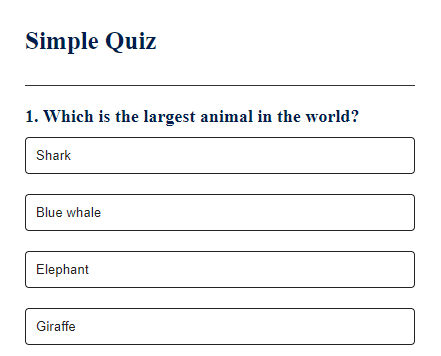 Simple Quiz
1. Which is the largest animal in the world?
Shark
Blue whale
Elephant
Giraffe